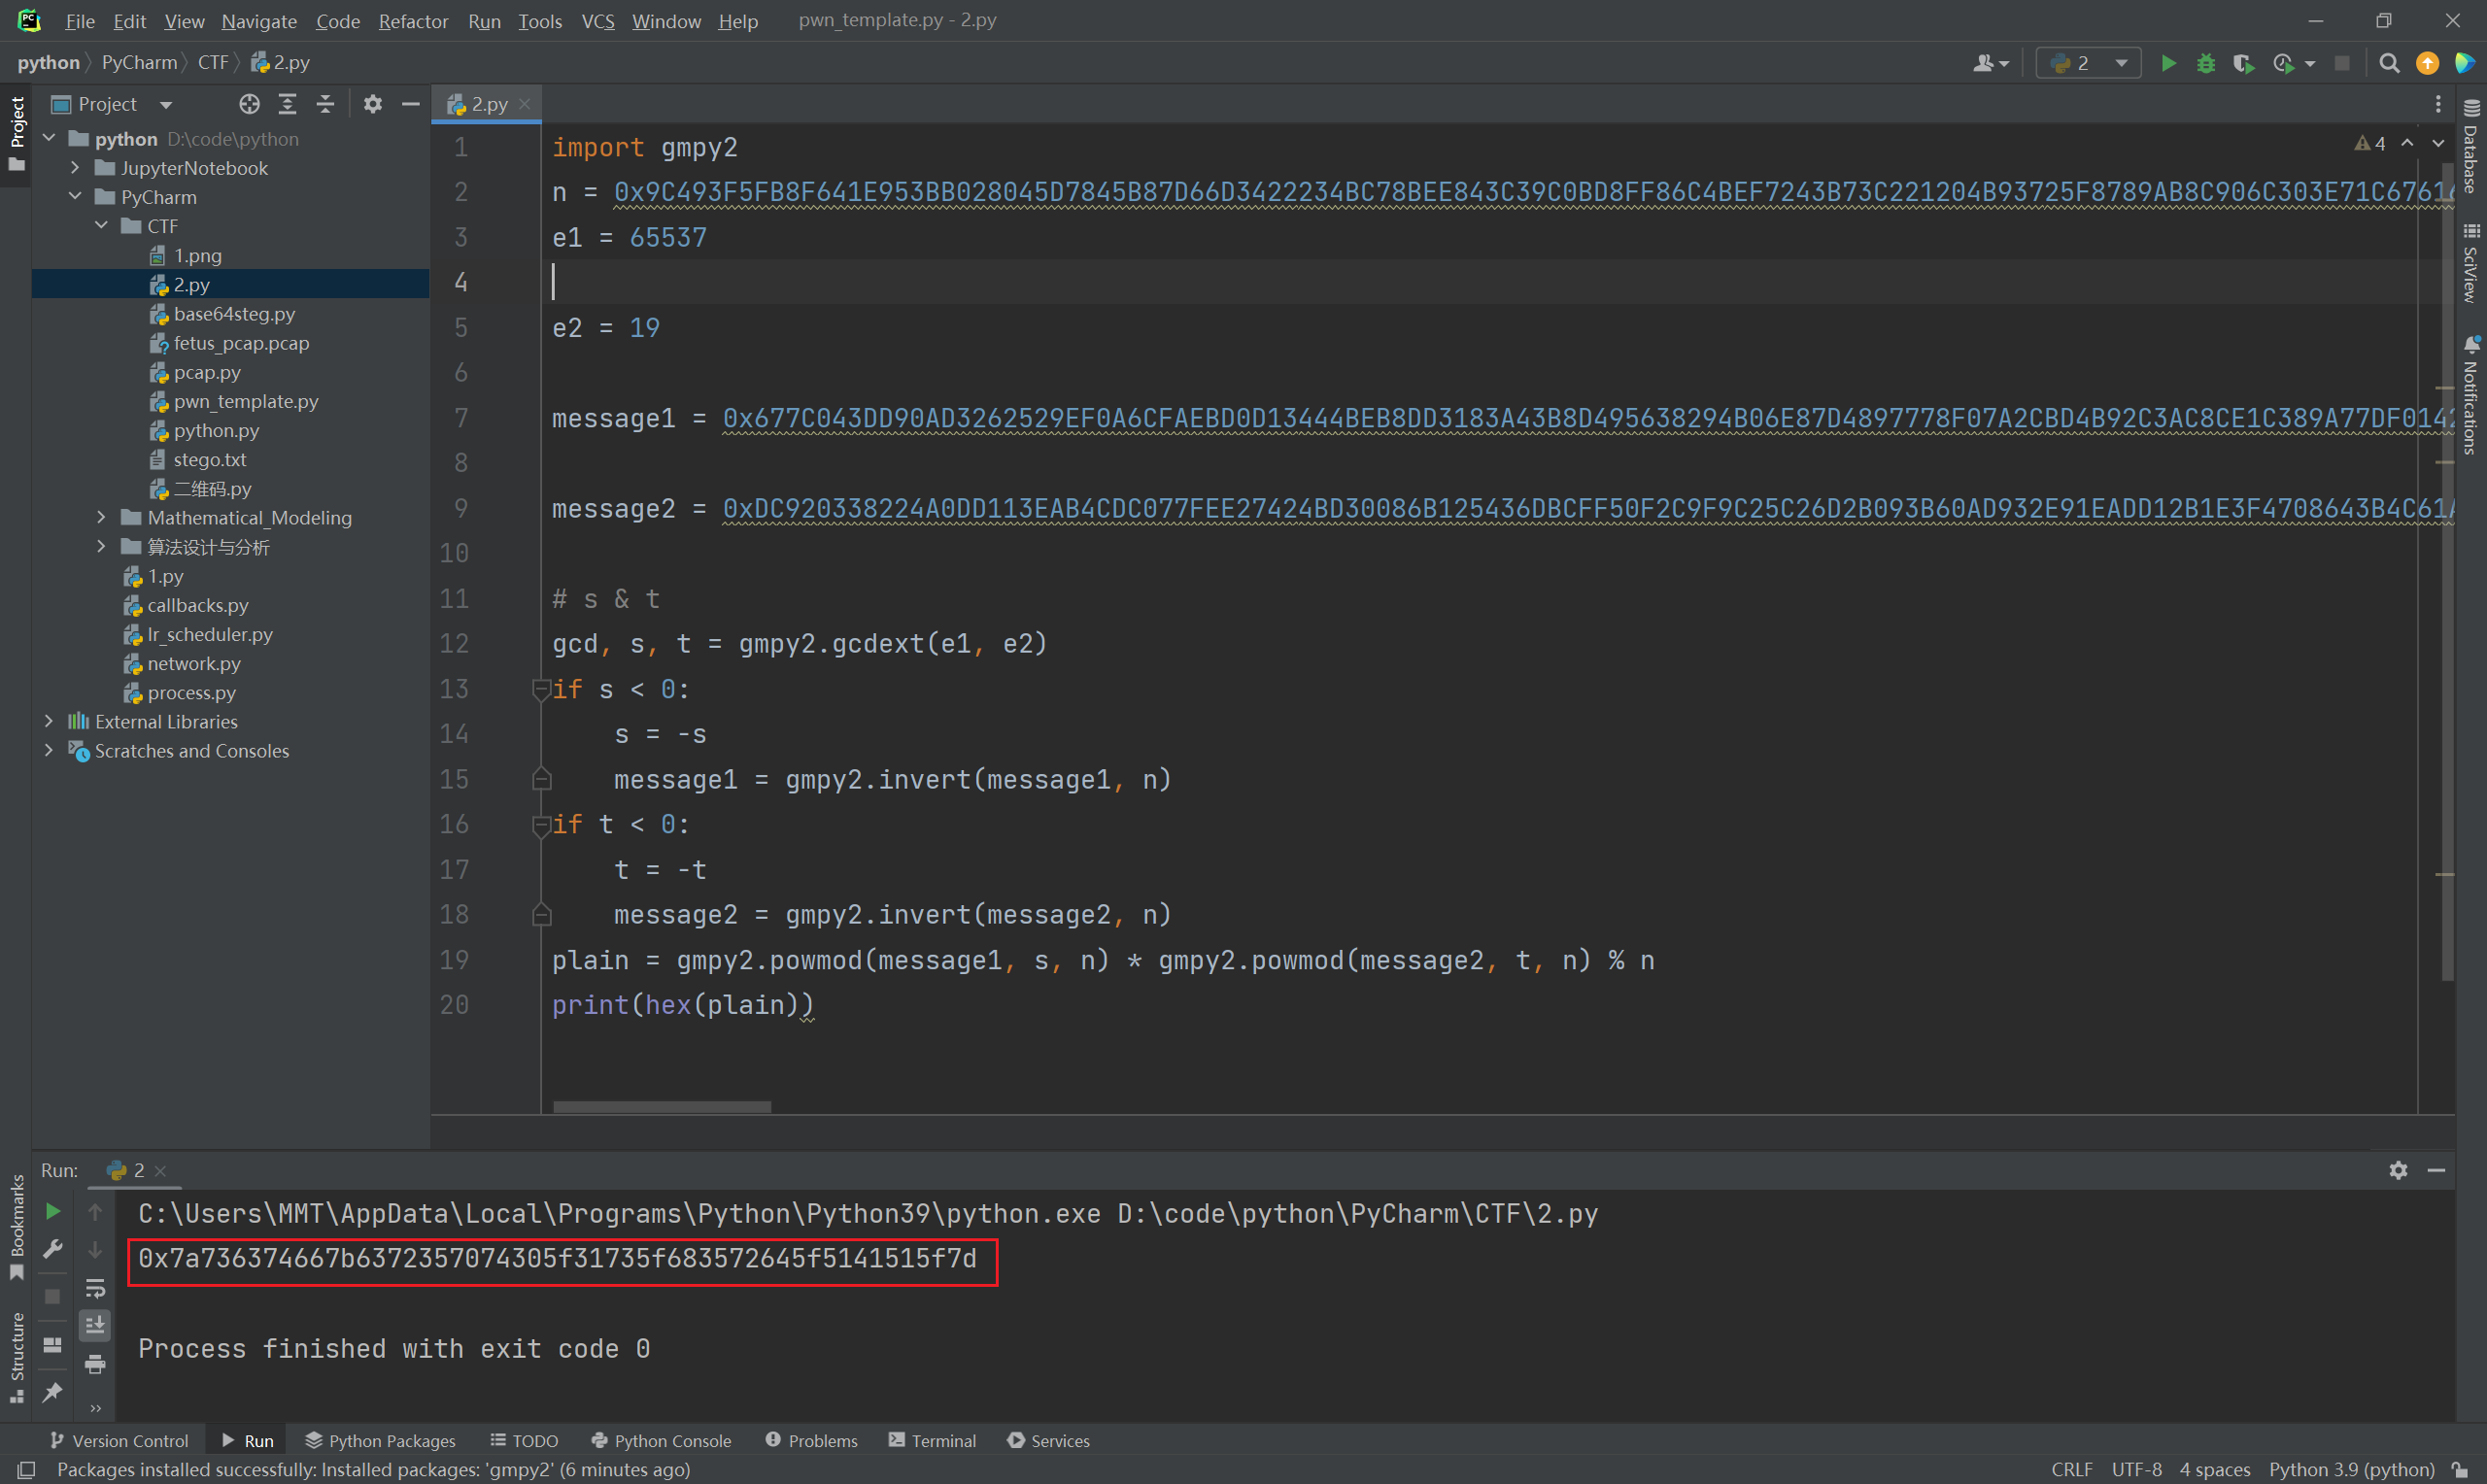 File Edit View Navigate Code Refactor Run Tools VCS Window Help pwn_template.py - 2.py
python PyCharm CTF 2.py
2
Project
Project
python D:\code\python
JupyterNotebook
PyCharm
CTF
1.png
2.py
base64steg.py
fetus_pcap.pcap
pcap.py
pwn_template.py
python.py
stego.txt
二维码.py
Mathematical_Modeling
算法设计与分析
1.py
callbacks.py
lr_scheduler.py
network.py
process.py
External Libraries
Scratches and Consoles
2.py
4
1 import gmpy2
2 n = 0x9C493F5FB8F641E953BB028045D7845B87D66D3422234BC78BEE843C39C0BD8FF86C4BEF7243B73C221204B93725F8789AB8C906C303E71C67616
3 e1 = 65537
4
5 e2 = 19
6
7 message1 = 0x677C043DD90AD3262529EF0A6CFAEBD0D13444BEB8DD3183A43B8D495638294B06E87D4897778F07A2CBD4B92C3AC8CE1C389A77DF0142
8
9 message2 = 0xDC920338224A0DD113EAB4CDC077FEE27424BD30086B125436DBCFF50F2C9F9C25C26D2B093B60AD932E91EADD12B1E3F4708643B4C61A
10
11 # s & t
12 gcd, s, t = gmpy2.gcdext(e1, e2)
13 if s < 0:
14 s = -s
15 message1 = gmpy2.invert(message1, n)
16 if t < 0:
17 t = -t
18 message2 = gmpy2.invert(message2, n)
19 plain = gmpy2.powmod(message1, s, n) * gmpy2.powmod(message2, t, n) % n
20 print(hex(plain))
Database
SciView
Notifications
Run: 2
C:\Users\MMT\AppData\Local\Programs\Python\Python39\python.exe D:\code\python\PyCharm\CTF\2.py
0x7a736374667b6372357074305f31735f683572645f5141515f7d
Process finished with exit code 0
Bookmarks
Structure
Version Control Run Python Packages TODO Python Console Problems Terminal Services
Packages installed successfully: Installed packages: 'gmpy2' (6 minutes ago) CRLF UTF-8 4 spaces Python 3.9 (python)